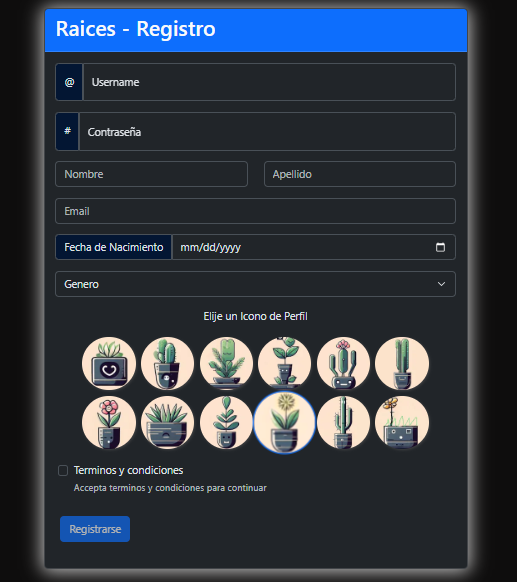 Raices - Registro
@ Username
# Contraseña
Nombre Apellido
Email
Fecha de Nacimiento mm/dd/yyyy
Genero
Elije un Icono de Perfil
Terminos y condiciones
Accepta terminos y condiciones para continuar
Registrarse